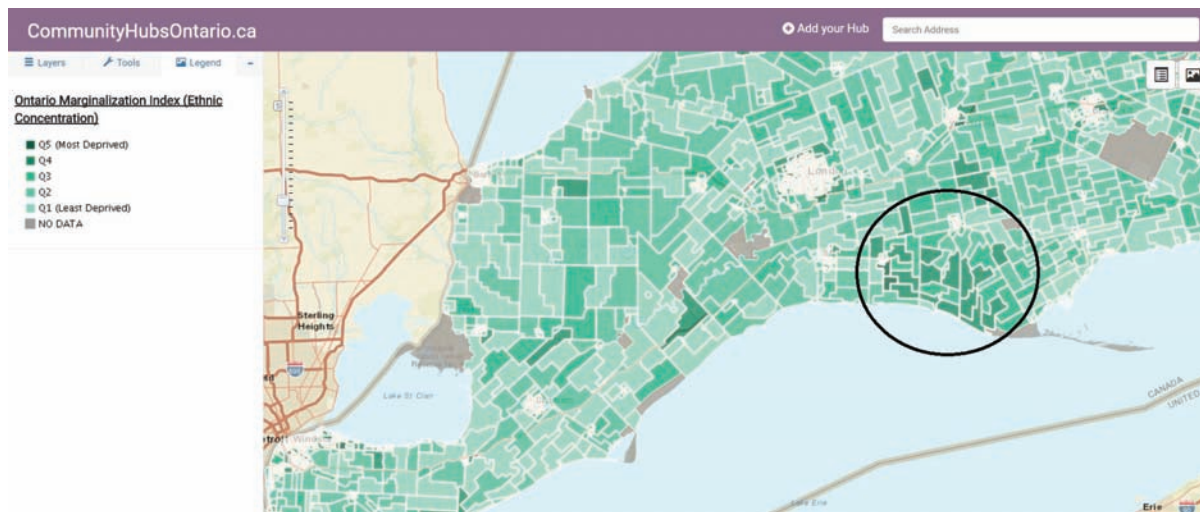 CommunityHubsOntario.ca
Add your Hub
Search Address
Layers
Tools
Legend
Ontario Marginalization Index (Ethnic
Concentration)
Q5 (Most Deprived)
Q4
Q3
Q2
Q1 (Least Deprived)
NO DATA
Sterling
Heights
Lake St Clair
Lake Erie
CANADA
UNITED
Erie